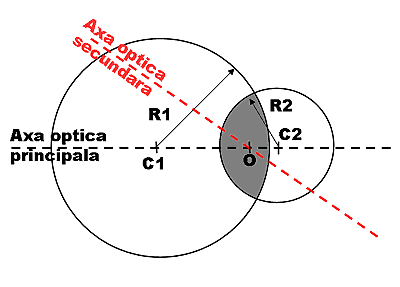 Axa optica
secundara
R1
R2
Axa optica
principala
C1
O
C2